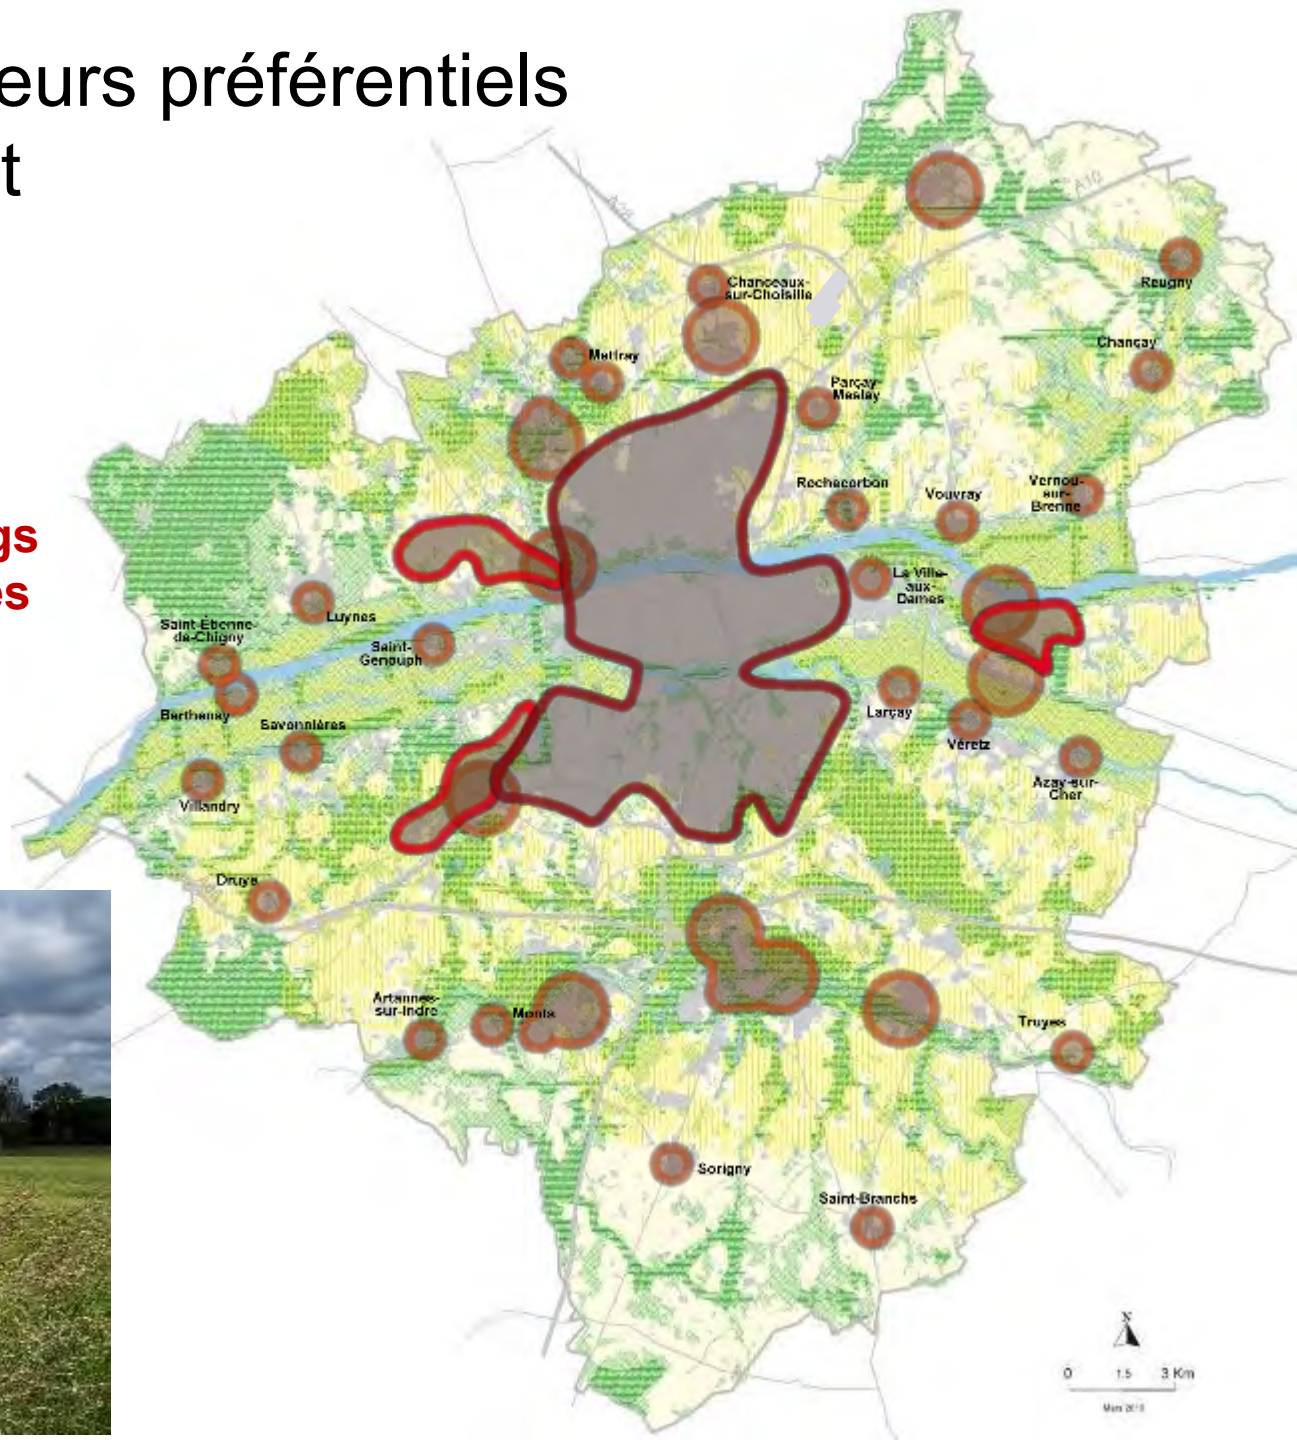 eurs préférentiels
t
A10
Chanceaux-
sur-Choisille
Reugny
Mettray
Chançay
Parçay
Meslay
Rochecorbon
Vouvray
Vernou-
sur-
Brenne
gs
es
La Ville-
aux-
Dames
Luynes
Saint-Etienne-
de-Chigny
Saint-
Genouph
Berthenay
Savonnières
Larçay
Véretz
Azay-sur-
Cher
Villandry
Druye
Artannes-
sur-Indre
Monts
Truyes
Sorigny
Saint-Branchs
N
0 1.5 3 Km